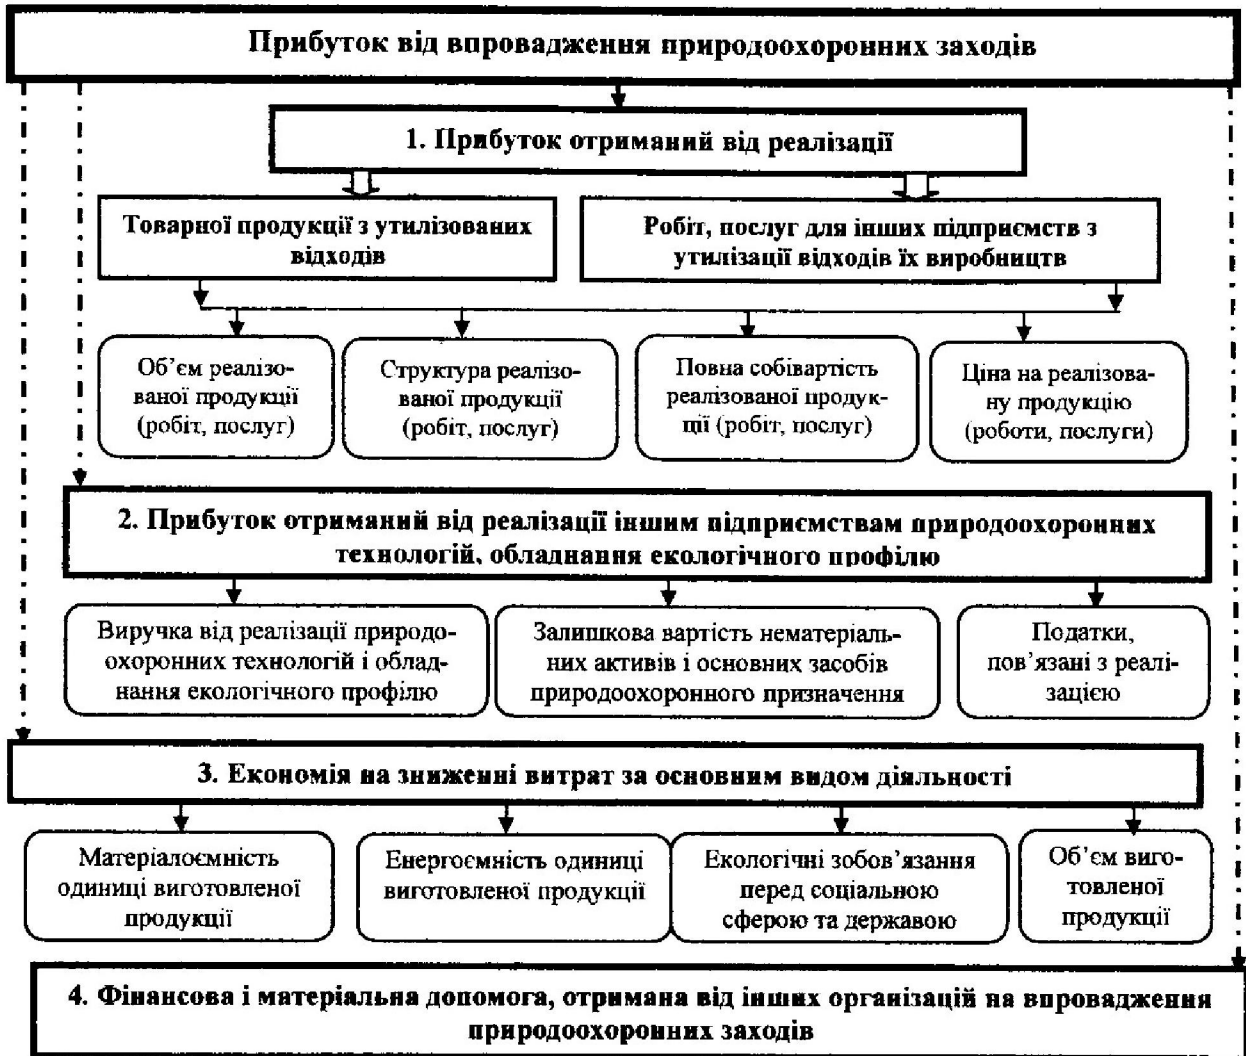 Прибуток від впровадження природоохоронних заходів
1. Прибуток отриманий від реалізації
Товарної продукції з утилізованих
відходів
Робіт, послуг для інших підприємств з
утилізації відходів їх виробництв
Об’єм реалізо-
ваної продукції
(робіт, послуг)
Структура реалізо-
ваної продукції
(робіт, послуг)
Повна собівартість
реалізованої продук-
ції (робіт, послуг)
Ціна на реалізова-
ну продукцію
(роботи, послуги)
2. Прибуток отриманий від реалізації іншим підприємствам природоохоронних
технологій, обладнання екологічного профілю
Виручка від реалізації природо-
охоронних технологій і облад-
нання екологічного профілю
Залишкова вартість нематеріаль-
них активів і основних засобів
природоохоронного призначення
Податки,
пов’язані з реалі-
зацією
3. Економія на зниженні витрат за основним видом діяльності
Матеріалоємність
одиниці виготовленої
продукції
Енергоємність одиниці
виготовленої продукції
Екологічні зобов’язання
перед соціальною
сферою та державою
Об’єм виго-
товленої
продукції
4. Фінансова і матеріальна допомога, отримана від інших організацій на впровадження
природоохоронних заходів